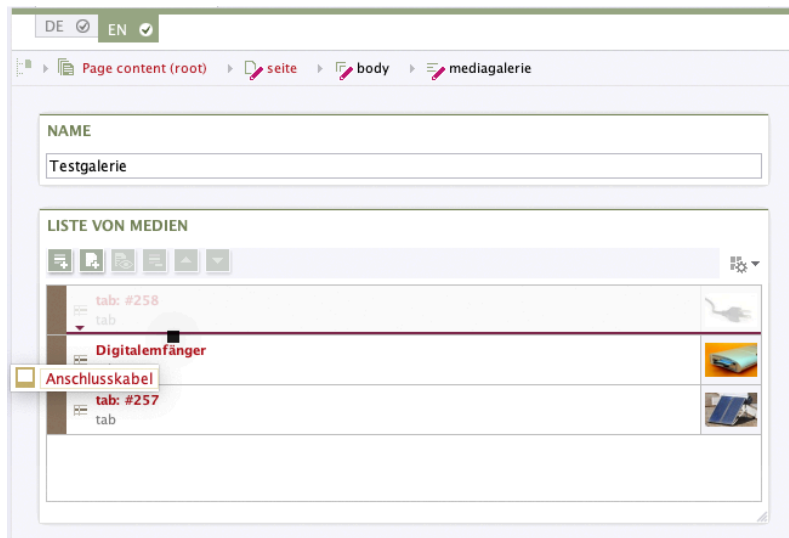 DE EN
Page content (root) seite body mediagalerie
NAME
Testgalerie
LISTE VON MEDIEN
tab: #258
tab
Digitalemfänger
Anschlusskabel
tab: #257
tab